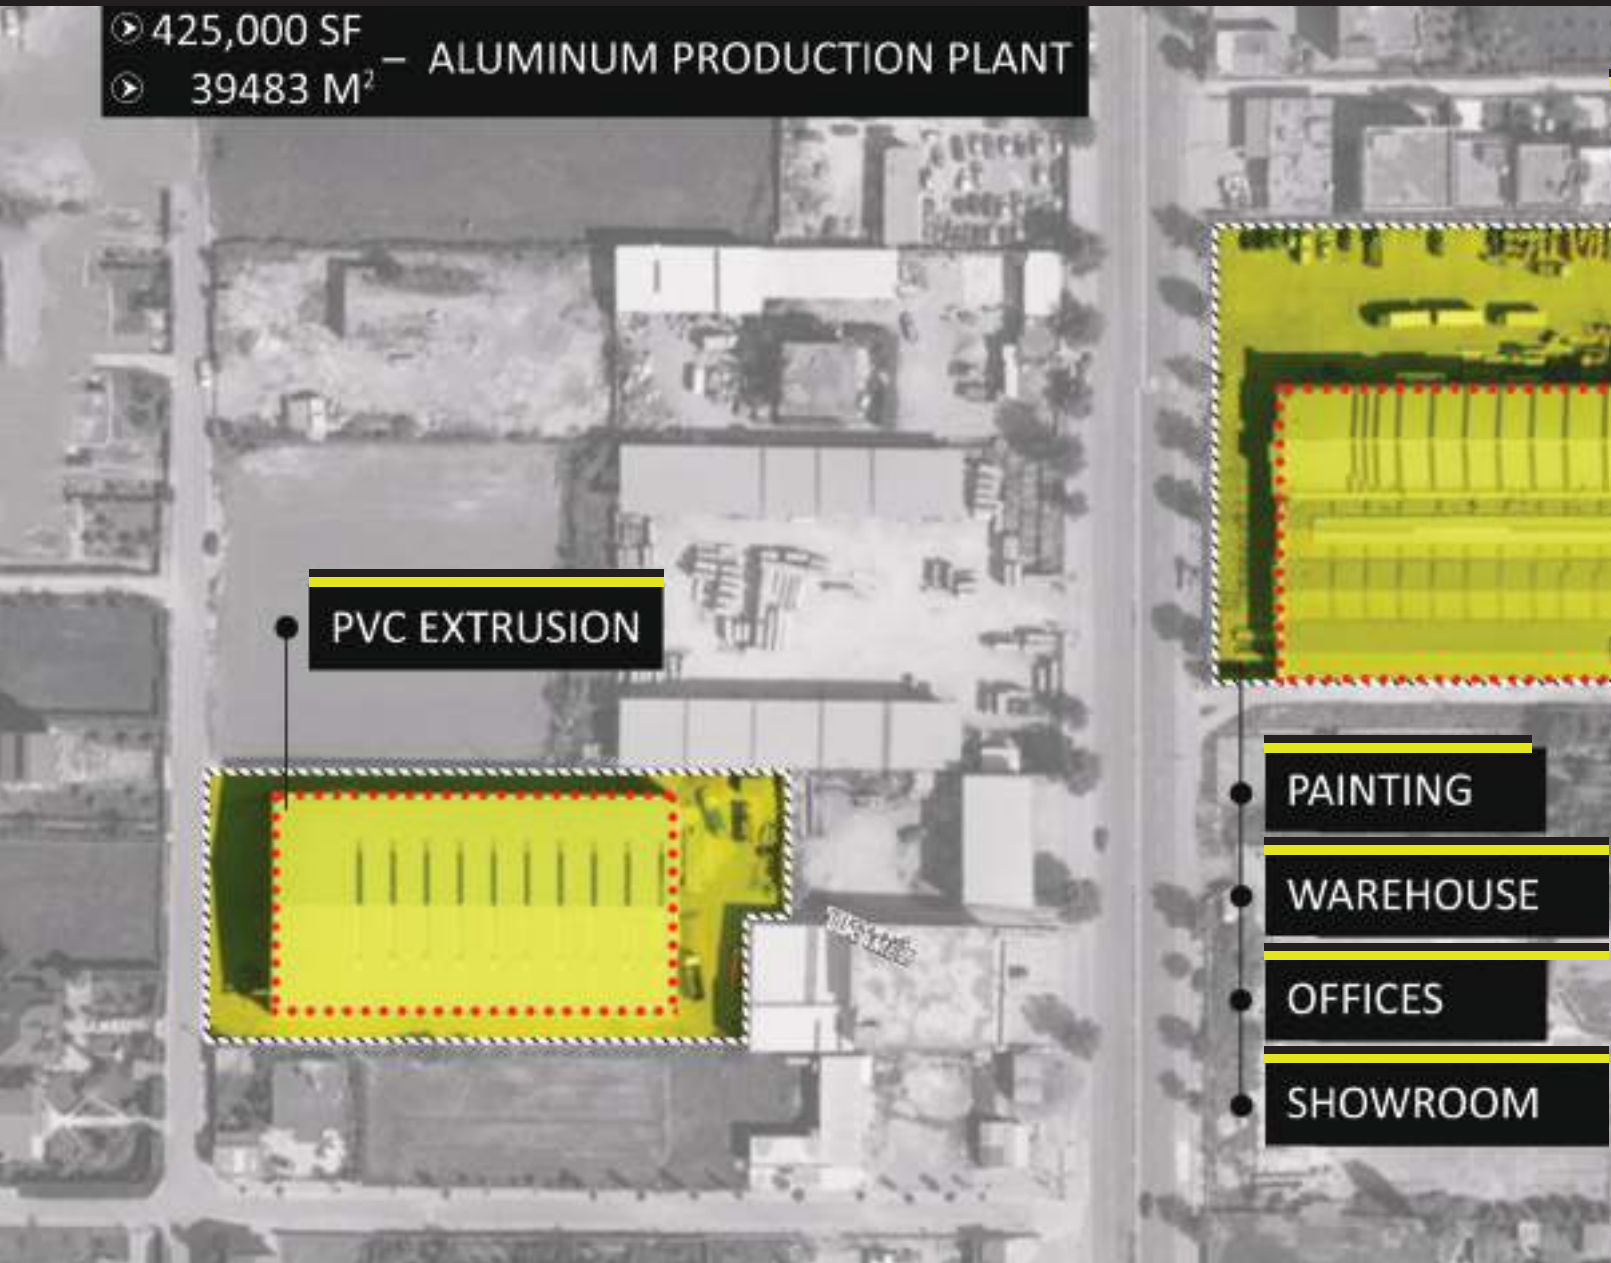 425,000 SF
39483 M² – ALUMINUM PRODUCTION PLANT
PVC EXTRUSION
PAINTING
WAREHOUSE
OFFICES
SHOWROOM